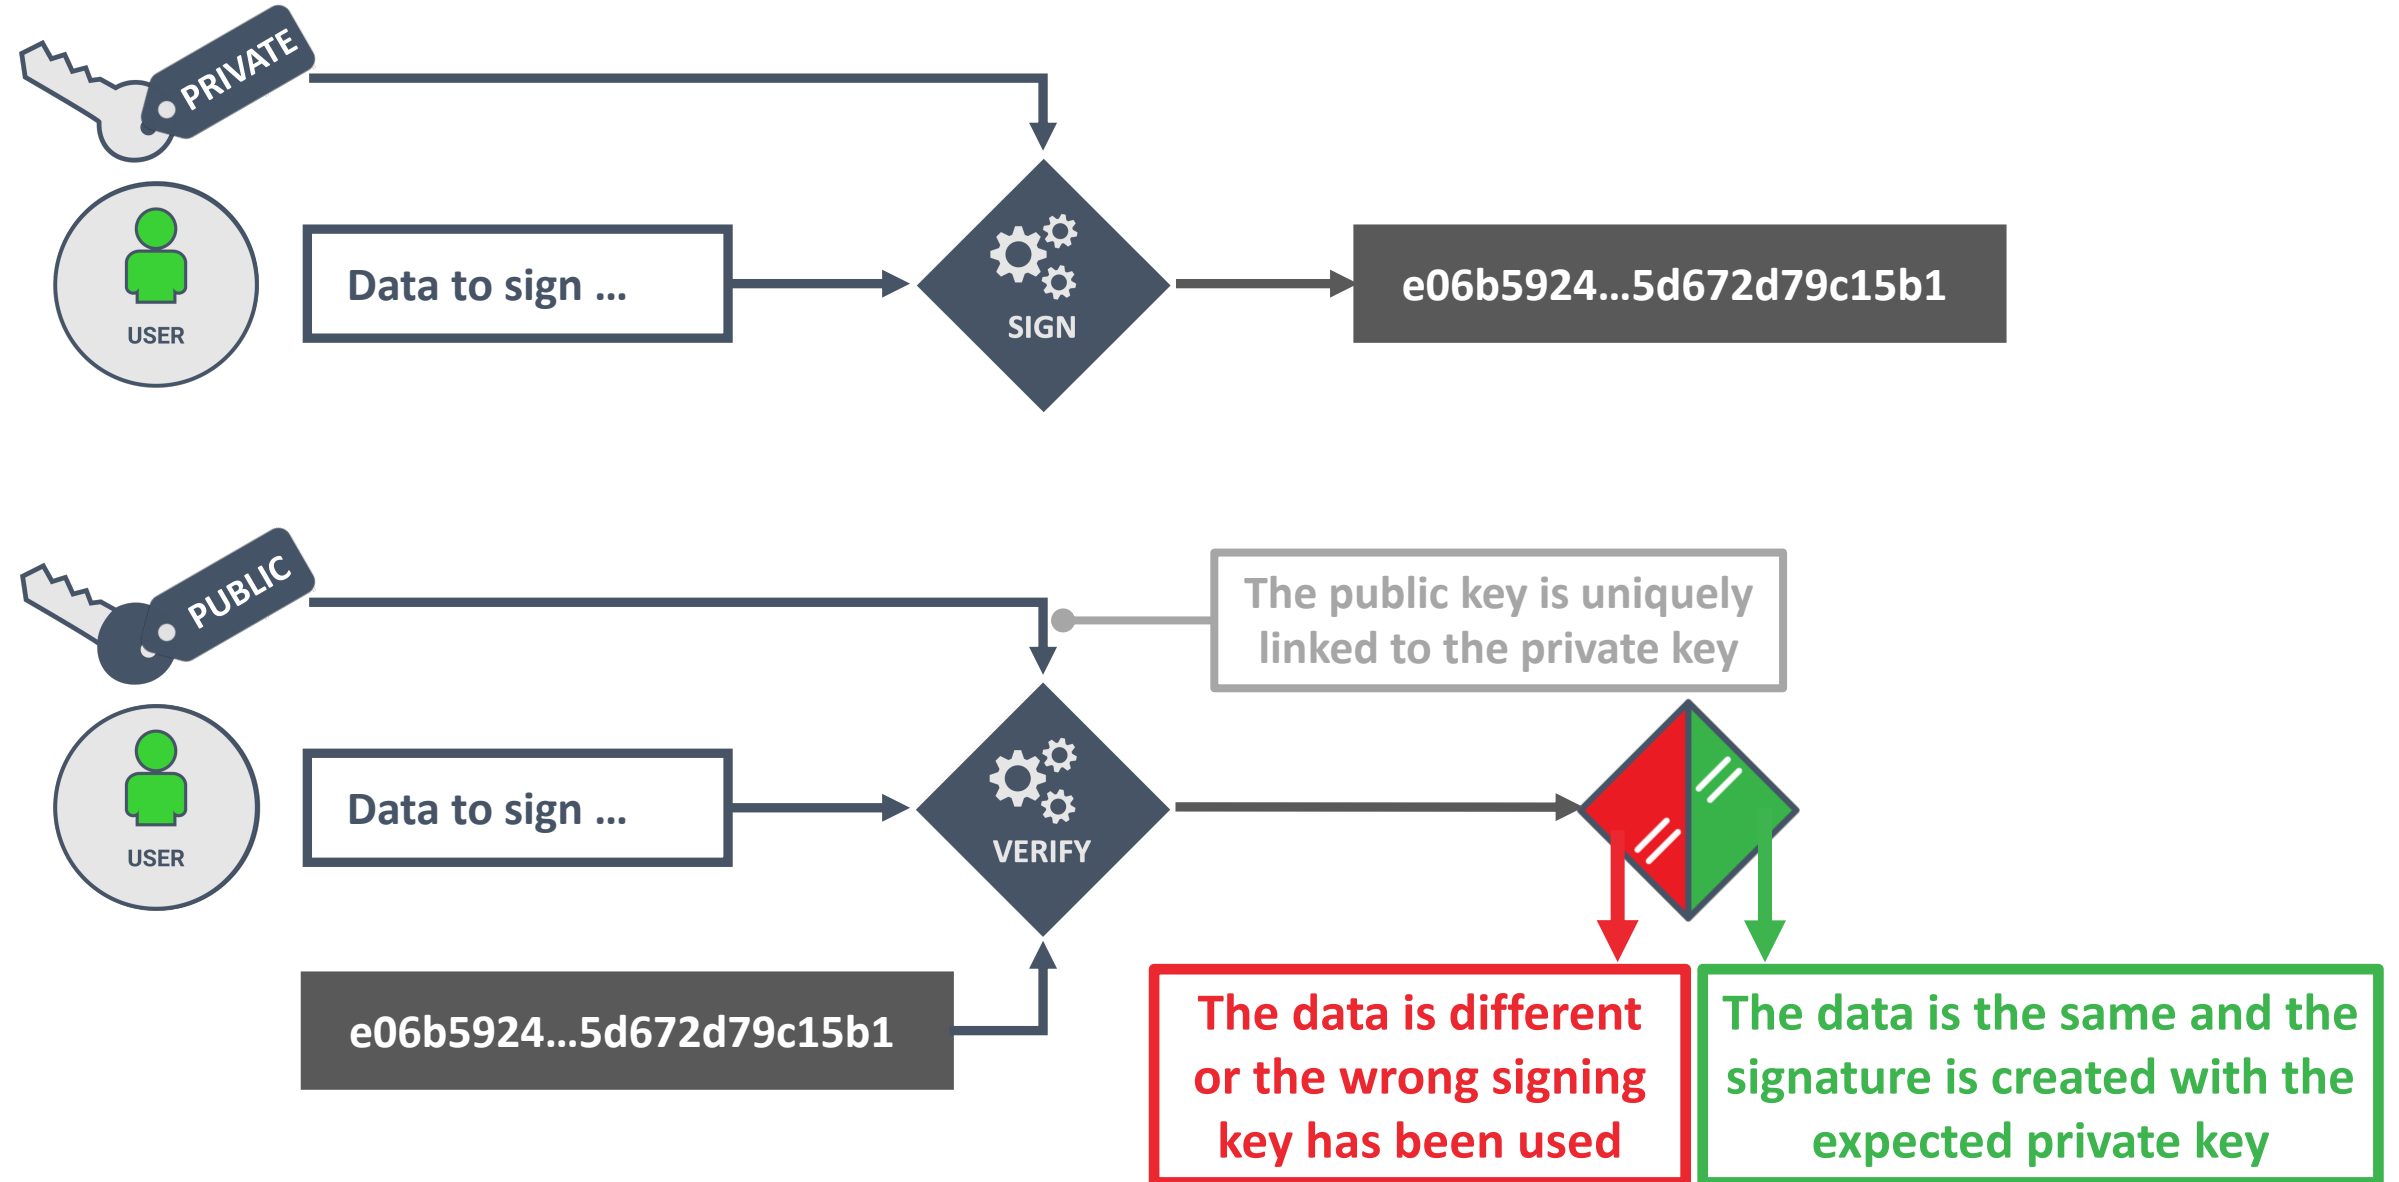 PRIVATE
USER
Data to sign ...
SIGN
e06b5924...5d672d79c15b1
PUBLIC
The public key is uniquely
linked to the private key
USER
Data to sign ...
VERIFY
e06b5924...5d672d79c15b1
The data is different
or the wrong signing
key has been used
The data is the same and the
signature is created with the
expected private key